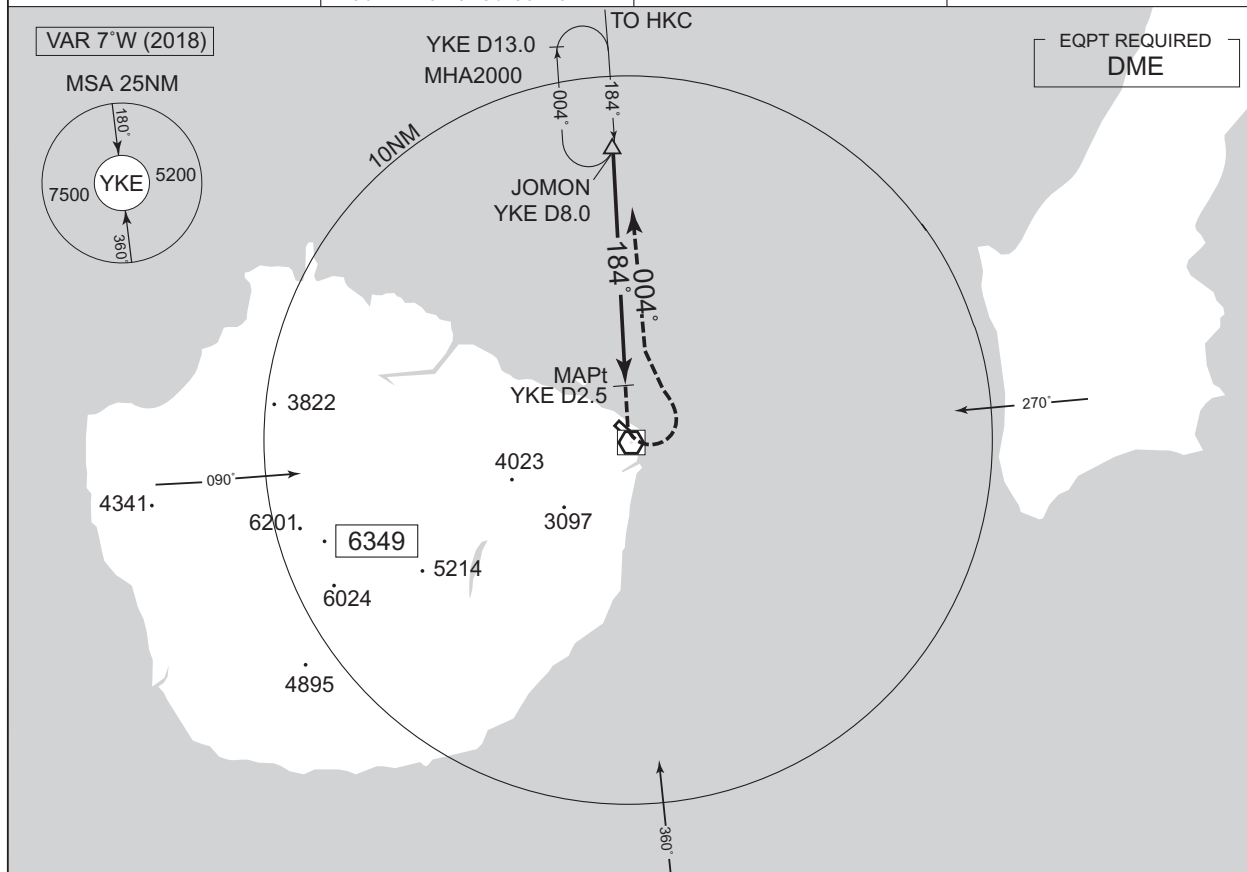 TO HKC
VAR 7°W (2018)
YKE D13.0
MHA2000
EQPT REQUIRED
DME
MSA 25NM
180°
7500
YKE
5200
360°
10NM
004°
184°
JOMON
YKE D8.0
184°
004°
MAPt
YKE D2.5
3822
270°
4023
090°
4341
3097
6201
6349
5214
6024
4895
360°